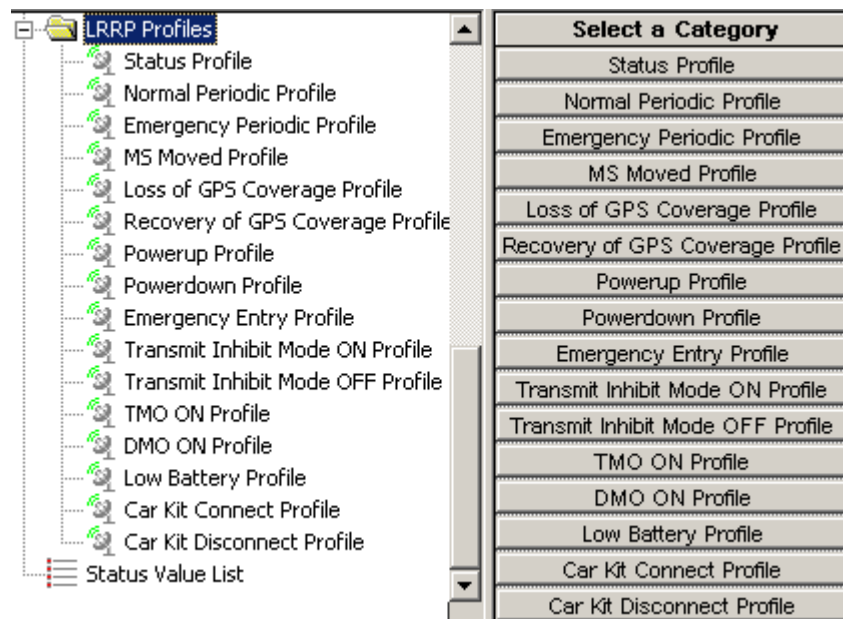 LRRP Profiles
Status Profile
Normal Periodic Profile
Emergency Periodic Profile
MS Moved Profile
Loss of GPS Coverage Profile
Recovery of GPS Coverage Profile
Powerup Profile
Powerdown Profile
Emergency Entry Profile
Transmit Inhibit Mode ON Profile
Transmit Inhibit Mode OFF Profile
TMO ON Profile
DMO ON Profile
Low Battery Profile
Car Kit Connect Profile
Car Kit Disconnect Profile
Status Value List
Select a Category
Status Profile
Normal Periodic Profile
Emergency Periodic Profile
MS Moved Profile
Loss of GPS Coverage Profile
Recovery of GPS Coverage Profile
Powerup Profile
Powerdown Profile
Emergency Entry Profile
Transmit Inhibit Mode ON Profile
Transmit Inhibit Mode OFF Profile
TMO ON Profile
DMO ON Profile
Low Battery Profile
Car Kit Connect Profile
Car Kit Disconnect Profile